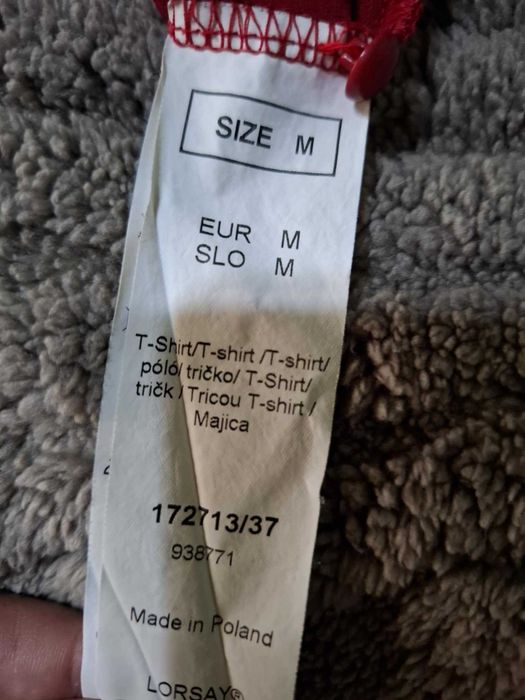 SIZE M
EUR M
SLO M
T-Shirt/T-shirt /T-shirt/
póló/ tričko/ T-Shirt/
tričk /Tricou T-shirt /
Majica
172713/37
938771
Made in Poland
LORSAY®